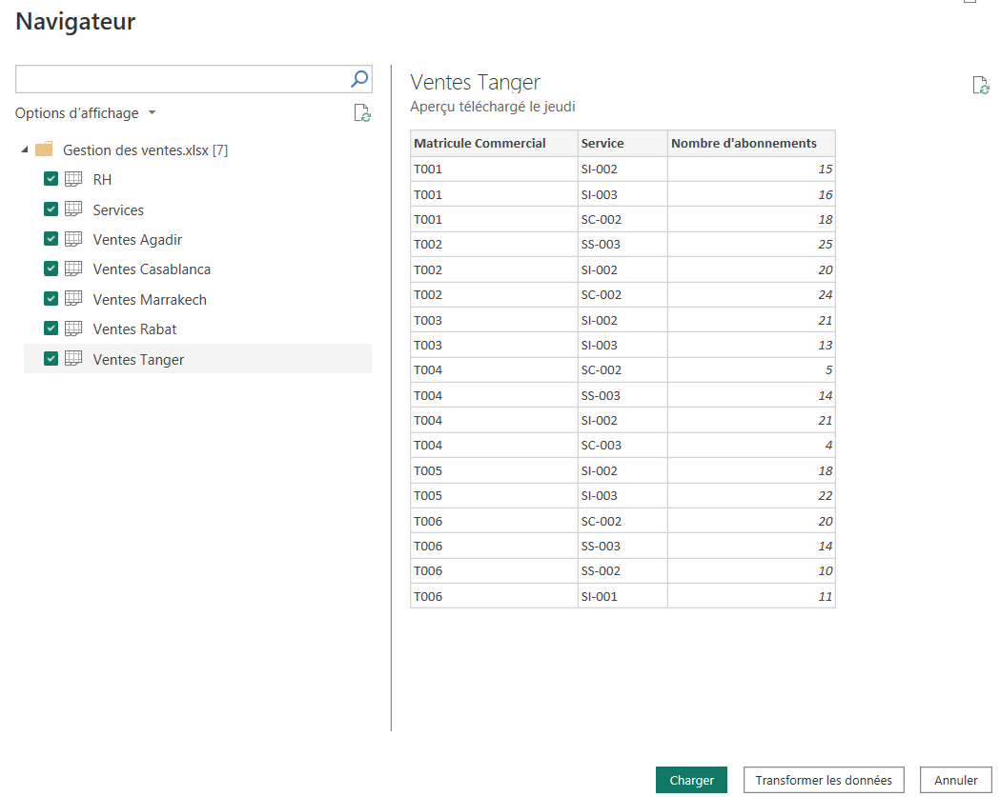 Navigateur
Options d'affichage
Gestion des ventes.xlsx [7]
RH
Services
Ventes Agadir
Ventes Casablanca
Ventes Marrakech
Ventes Rabat
Ventes Tanger
Ventes Tanger
Aperçu téléchargé le jeudi
Matricule Commercial Service Nombre d'abonnements
T001 SI-002 15
T001 SI-003 16
T001 SC-002 18
T002 SS-003 25
T002 SI-002 20
T002 SC-002 24
T003 SI-002 21
T003 SI-003 13
T004 SC-002 5
T004 SS-003 14
T004 SI-002 21
T004 SC-003 4
T005 SI-002 18
T005 SI-003 22
T006 SC-002 20
T006 SS-003 14
T006 SS-002 10
T006 SI-001 11
Charger Transformer les données Annuler